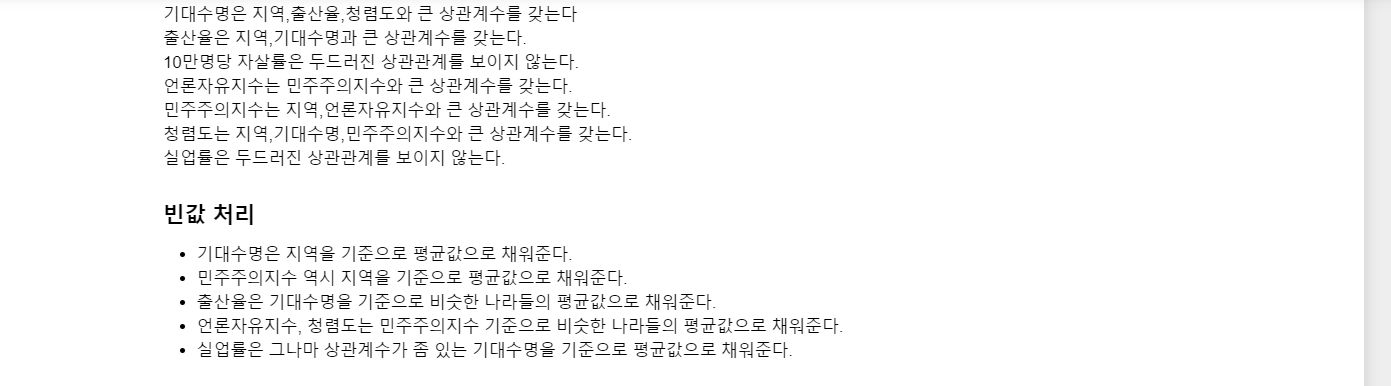 기대수명은 지역,출산율,청렴도와 큰 상관계수를 갖는다
출산율은 지역,기대수명과 큰 상관계수를 갖는다.
10만명당 자살률은 두드러진 상관관계를 보이지 않는다.
언론자유지수는 민주주의지수와 큰 상관계수를 갖는다.
민주주의지수는 지역,언론자유지수와 큰 상관계수를 갖는다.
청렴도는 지역,기대수명,민주주의지수와 큰 상관계수를 갖는다.
실업률은 두드러진 상관관계를 보이지 않는다.
빈값 처리
• 기대수명은 지역을 기준으로 평균값으로 채워준다.
• 민주주의지수 역시 지역을 기준으로 평균값으로 채워준다.
• 출산율은 기대수명을 기준으로 비슷한 나라들의 평균값으로 채워준다.
• 언론자유지수, 청렴도는 민주주의지수 기준으로 비슷한 나라들의 평균값으로 채워준다.
• 실업률은 그나마 상관계수가 좀 있는 기대수명을 기준으로 평균값으로 채워준다.